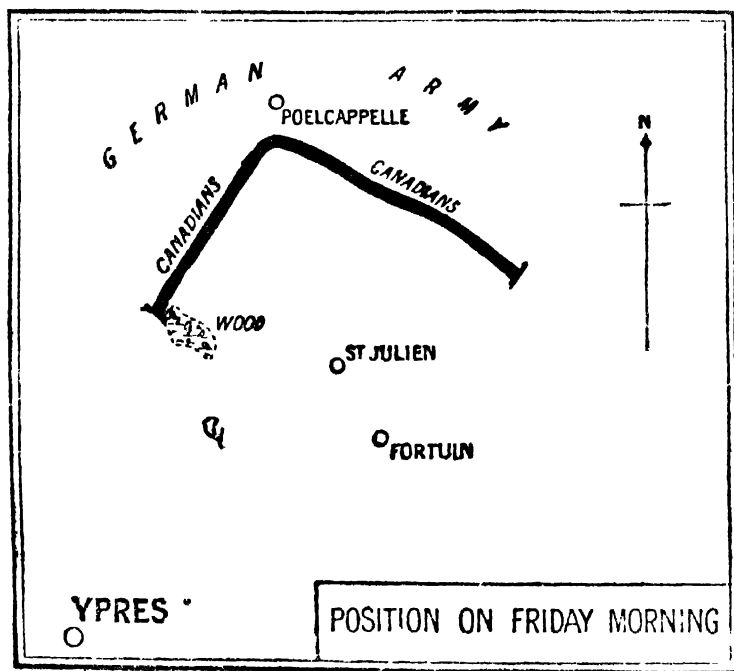 GERMAN ARMY
POELCAPPELLE
N
CANADIANS
CANADIANS
WOOD
ST JULIEN
FORTUIN
YPRES
POSITION ON FRIDAY MORNING